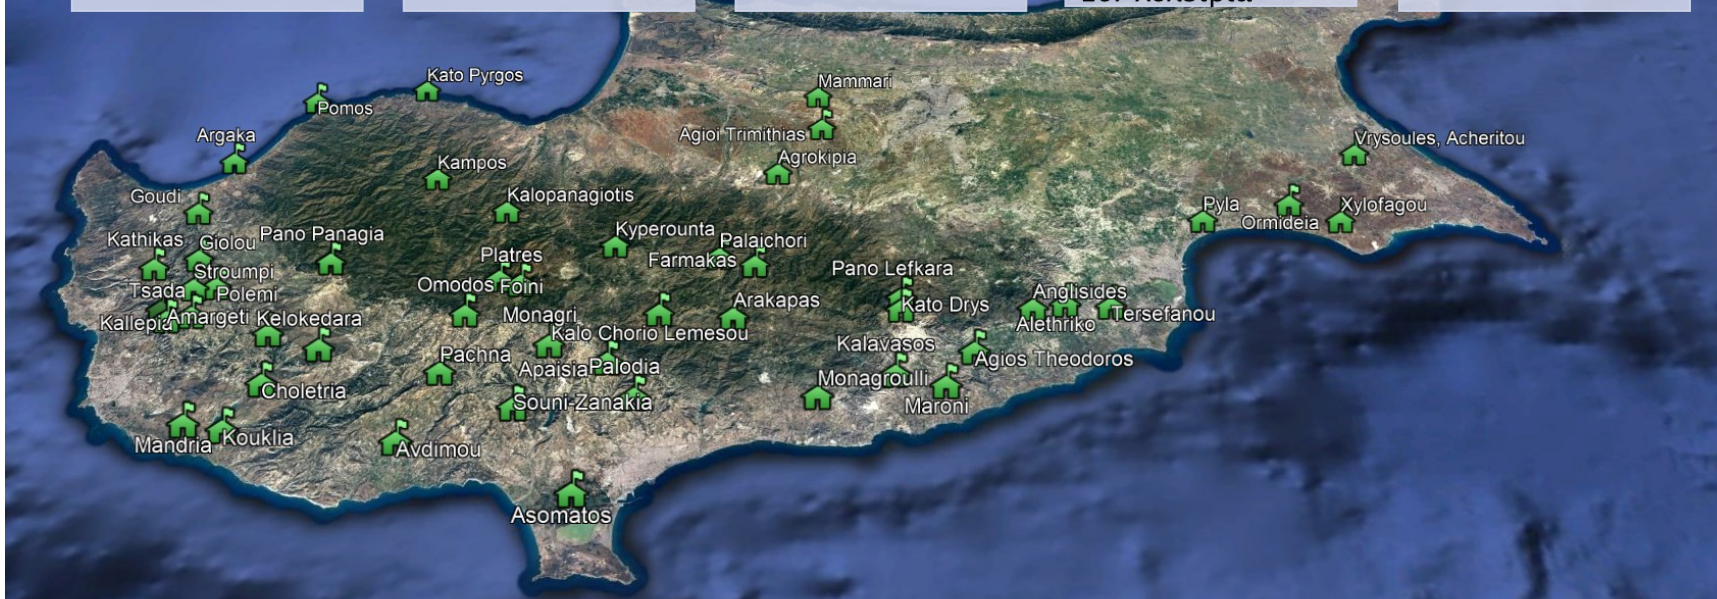 Kato Pyrgos
Mammari
Pomos
Argaka
Agioi Trimithias
Vrysoules, Acheritou
Agrokipia
Kampos
Goudi
Kalopanagiotis
Pyla
Xylofagou
Ormideia
Kyperounta
Kathikas
Giolou
Pano Panagia
Palaichori
Platres
Farmakas
Stroumpi
Pano Lefkara
Omodos
Foini
Tsada
Polemi
Anglisides
Arakapas
Kato Drys
Kallepia
Amargeti
Kelokedara
Monagri
Tersefanou
Alethriko
Kalo Chorio Lemesou
Kalavasos
Pachna
Agios Theodoros
Apaisia
Palodia
Monagroulli
Choletria
Souni-Zanakia
Maroni
Mandria
Kouklia
Avdimou
Asomatos